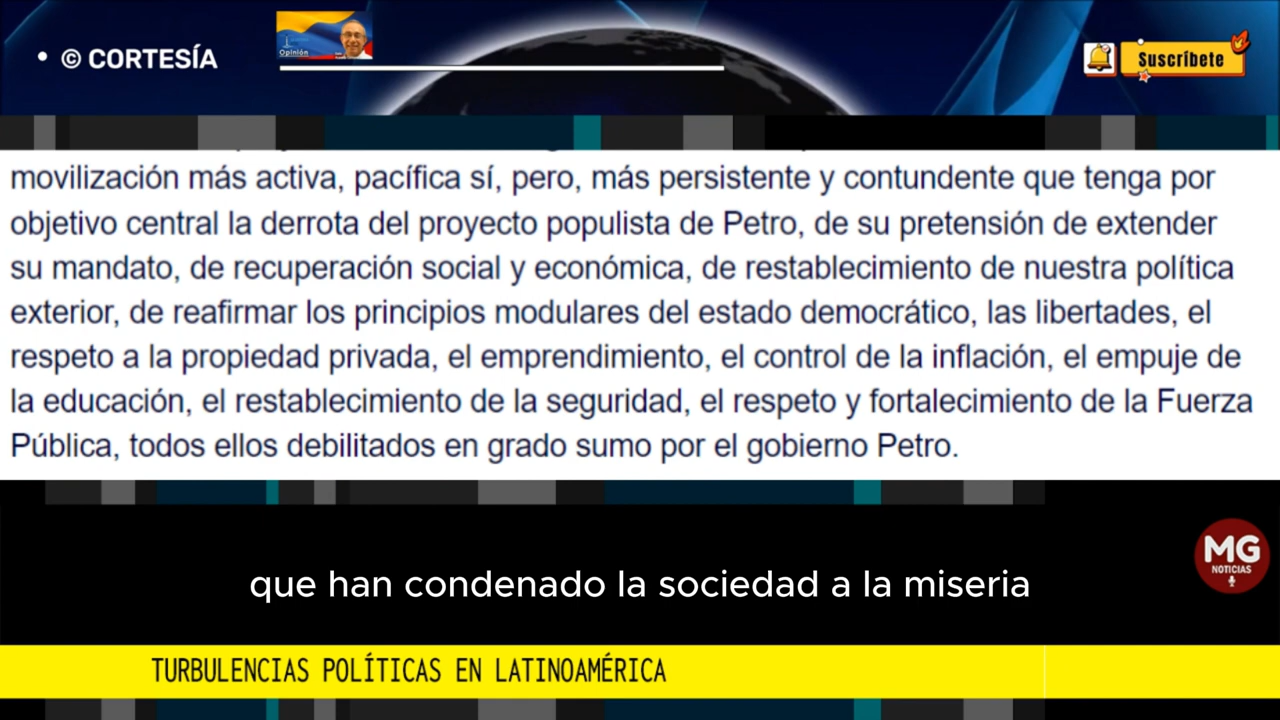 • © CORTESÍA
Opinión
Suscríbete
movilización más activa, pacífica sí, pero, más persistente y contundente que tenga por
objetivo central la derrota del proyecto populista de Petro, de su pretensión de extender
su mandato, de recuperación social y económica, de restablecimiento de nuestra política
exterior, de reafirmar los principios modulares del estado democrático, las libertades, el
respeto a la propiedad privada, el emprendimiento, el control de la inflación, el empuje de
la educación, el restablecimiento de la seguridad, el respeto y fortalecimiento de la Fuerza
Pública, todos ellos debilitados en grado sumo por el gobierno Petro.
MG
NOTICIAS
que han condenado la sociedad a la miseria
TURBULENCIAS POLÍTICAS EN LATINOAMÉRICA